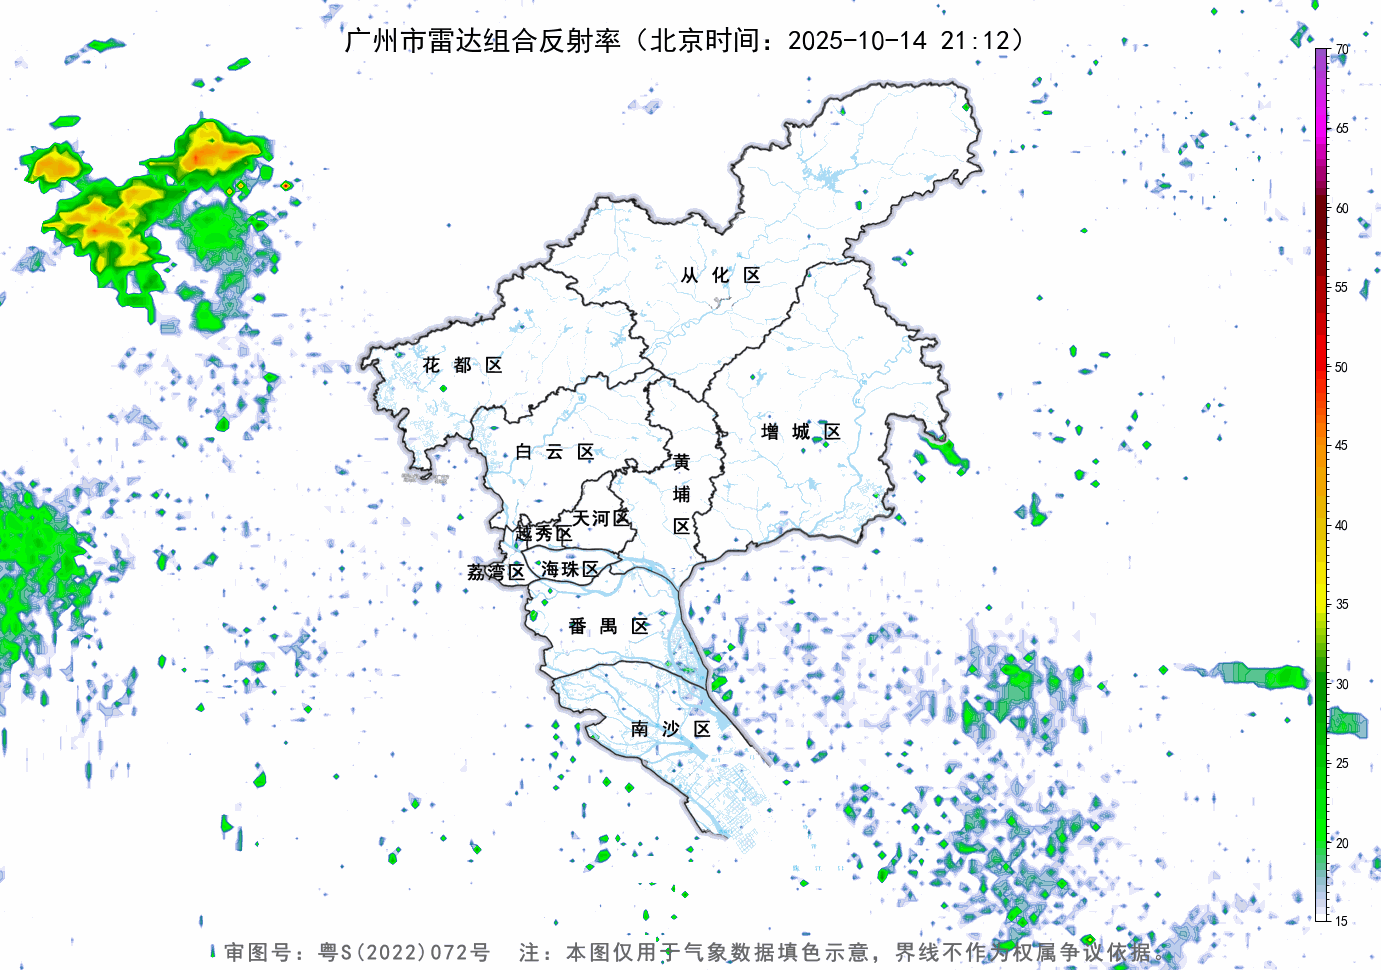 广州市雷达组合反射率（北京时间：2025-10-14 21:12）
70
65
60
55
50
45
40
35
30
25
20
15
从化区
花都区
增城区
白云区
黄埔区
天河区
越秀区
海珠区
荔湾区
番禺区
南沙区
审图号：粤S(2022)072号 注：本图仅用于气象数据填色示意，界线不作为权属争议依据。